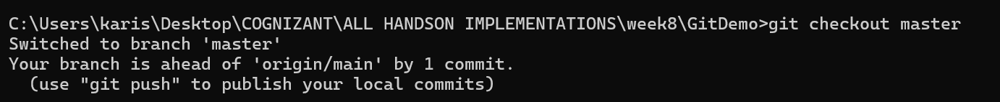 C:\Users\karis\Desktop\COGNIZANT\ALL HANDSON IMPLEMENTATIONS\week8\GitDemo>git checkout master
Switched to branch 'master'
Your branch is ahead of 'origin/main' by 1 commit.
  (use "git push" to publish your local commits)